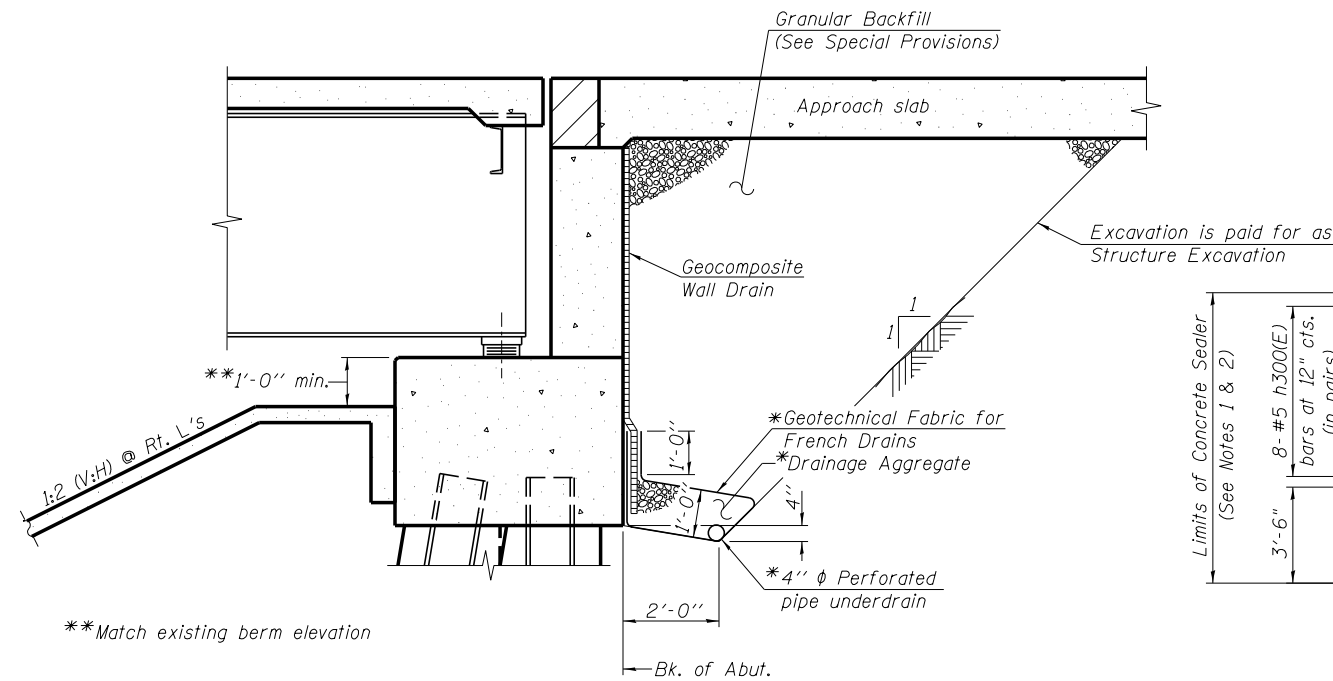 Granular Backfill
(See Special Provisions)
Approach slab
Excavation is paid for as
Structure Excavation
Geocomposite
Wall Drain
1
1
**1'-0" min.
1:2 (V:H) @ Rt. L's
*Geotechnical Fabric for
French Drains
*Drainage Aggregate
1'-0"
1'-0"
4"
*4" ϕ Perforated
pipe underdrain
2'-0"
Bk. of Abut.
**Match existing berm elevation
Limits of Concrete Sealer
(See Notes 1 & 2)
8-#5 h300(E)
bars at 12" cts.
(in pairs)
3'-6"